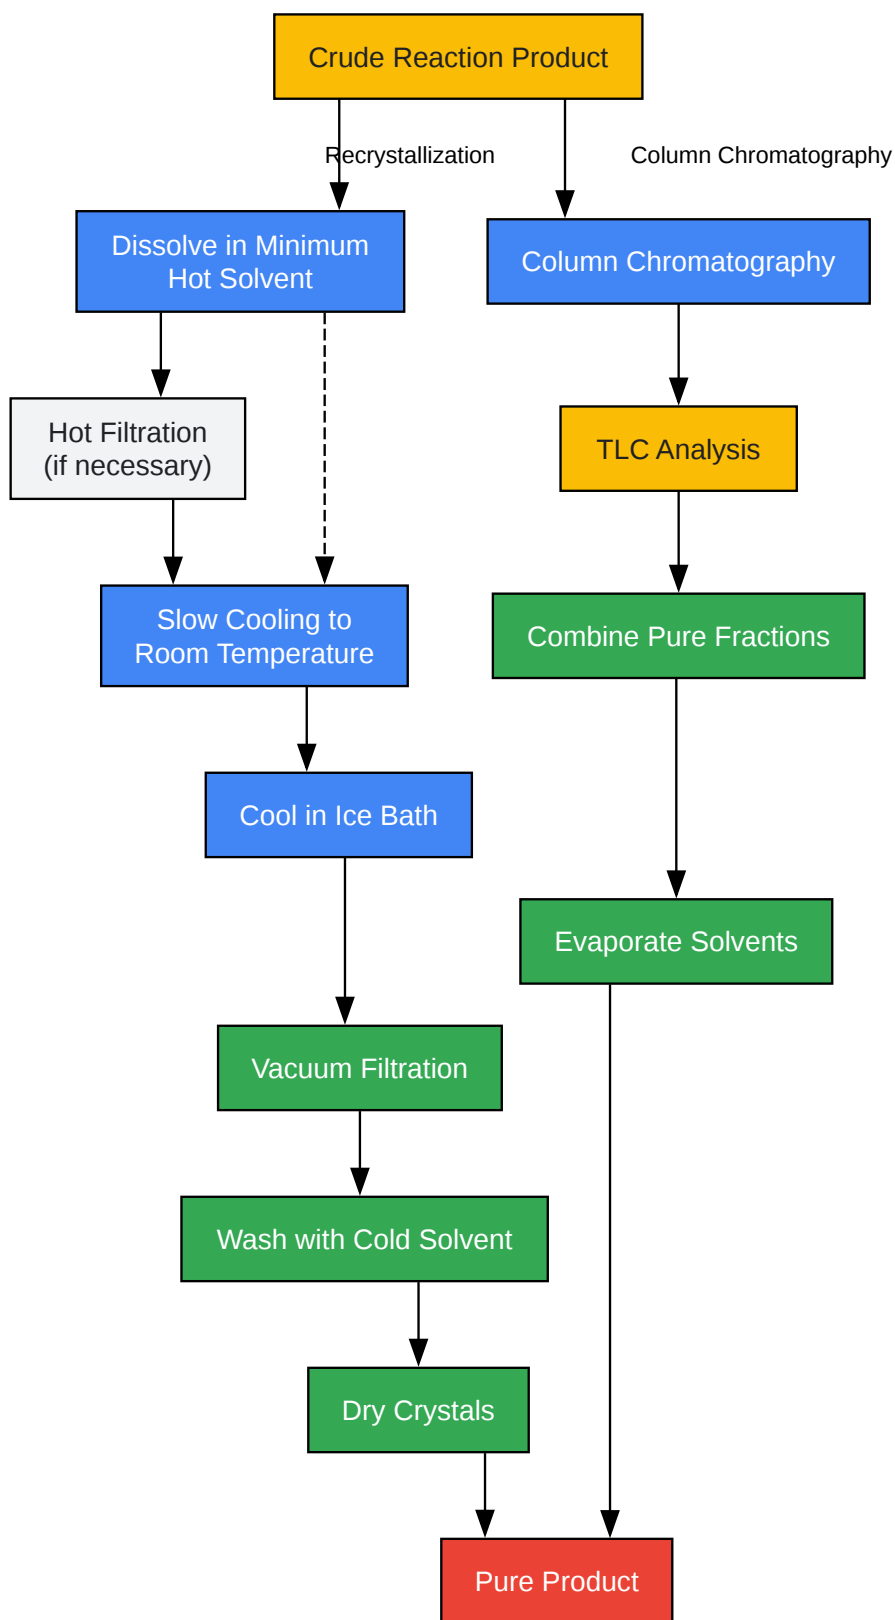 Crude Reaction Product
Recrystallization
Column Chromatography
Dissolve in Minimum
Hot Solvent
Column Chromatography
Hot Filtration
(if necessary)
TLC Analysis
Slow Cooling to
Room Temperature
Combine Pure Fractions
Cool in Ice Bath
Evaporate Solvents
Vacuum Filtration
Wash with Cold Solvent
Dry Crystals
Pure Product